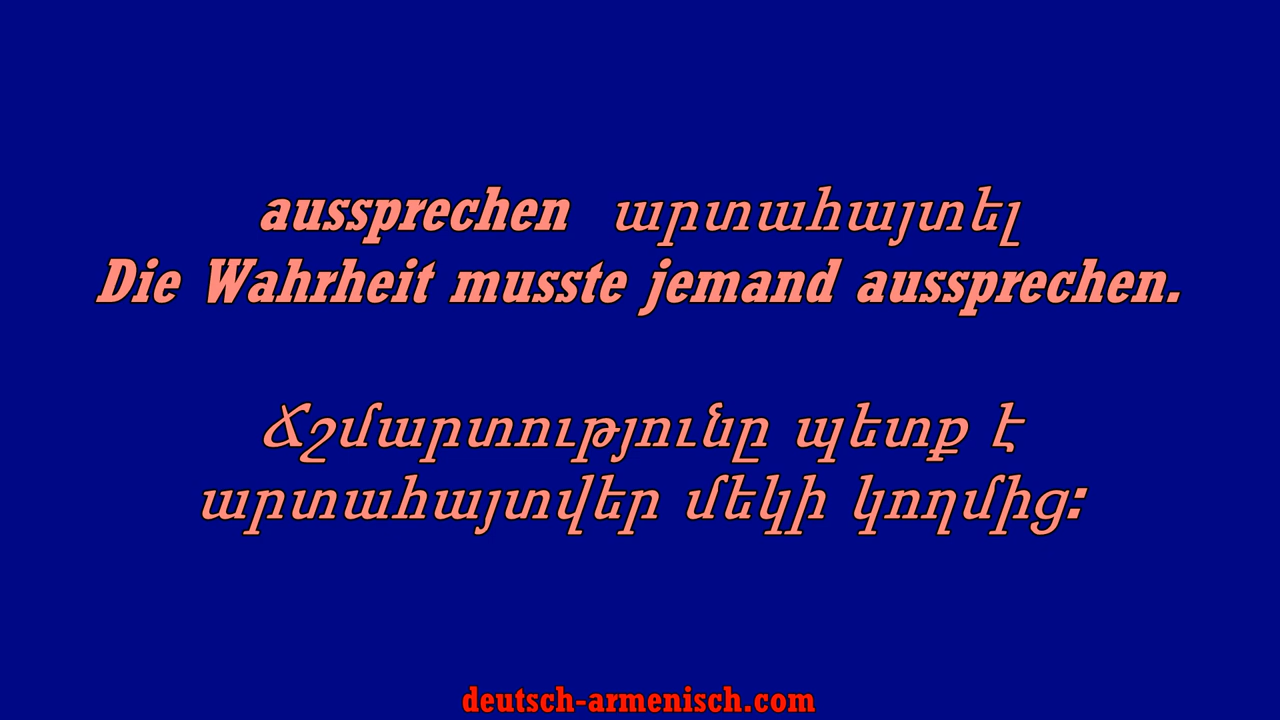 aussprechen արտահայտել
Die Wahrheit musste jemand aussprechen.
Ճշմարտությունը պետք է
արտահայտվեր մեկի կողմից:
deutsch-armenisch.com